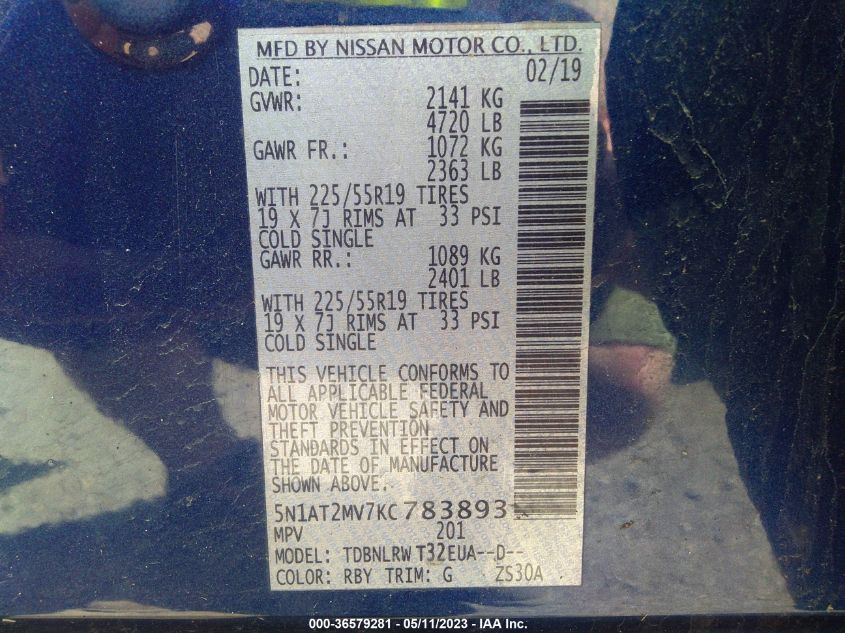 MFD BY NISSAN MOTOR CO., LTD.
DATE: 02/19
GVWR: 2141 KG
4720 LB
GAWR FR.: 1072 KG
2363 LB
WITH 225/55R19 TIRES
19 X 7J RIMS AT 33 PSI
COLD SINGLE
GAWR RR.: 1089 KG
2401 LB
WITH 225/55R19 TIRES
19 X 7J RIMS AT 33 PSI
COLD SINGLE
THIS VEHICLE CONFORMS TO
ALL APPLICABLE FEDERAL
MOTOR VEHICLE SAFETY AND
THEFT PREVENTION
STANDARDS IN EFFECT ON
THE DATE OF MANUFACTURE
SHOWN ABOVE.
5N1AT2MV7KC783893
MPV 201
MODEL: TDBNLRW T32EUA--D--
COLOR: RBY TRIM: G ZS30A
000-36579281 - 05/11/2023 - IAA Inc.